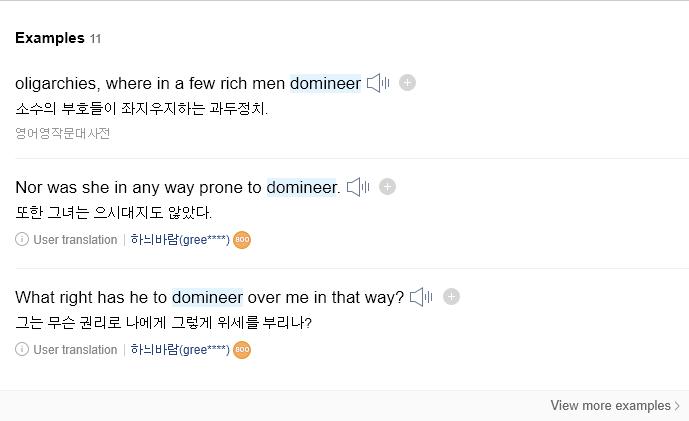 Examples 11
oligarchies, where in a few rich men domineer
소수의 부호들이 좌지우지하는 과두정치.
영어영작문대사전
Nor was she in any way prone to domineer.
또한 그녀는 으시대지도 않았다.
User translation 하늬바람(gree****) 800
What right has he to domineer over me in that way?
그는 무슨 권리로 나에게 그렇게 위세를 부리나?
User translation 하늬바람(gree****) 800
View more examples